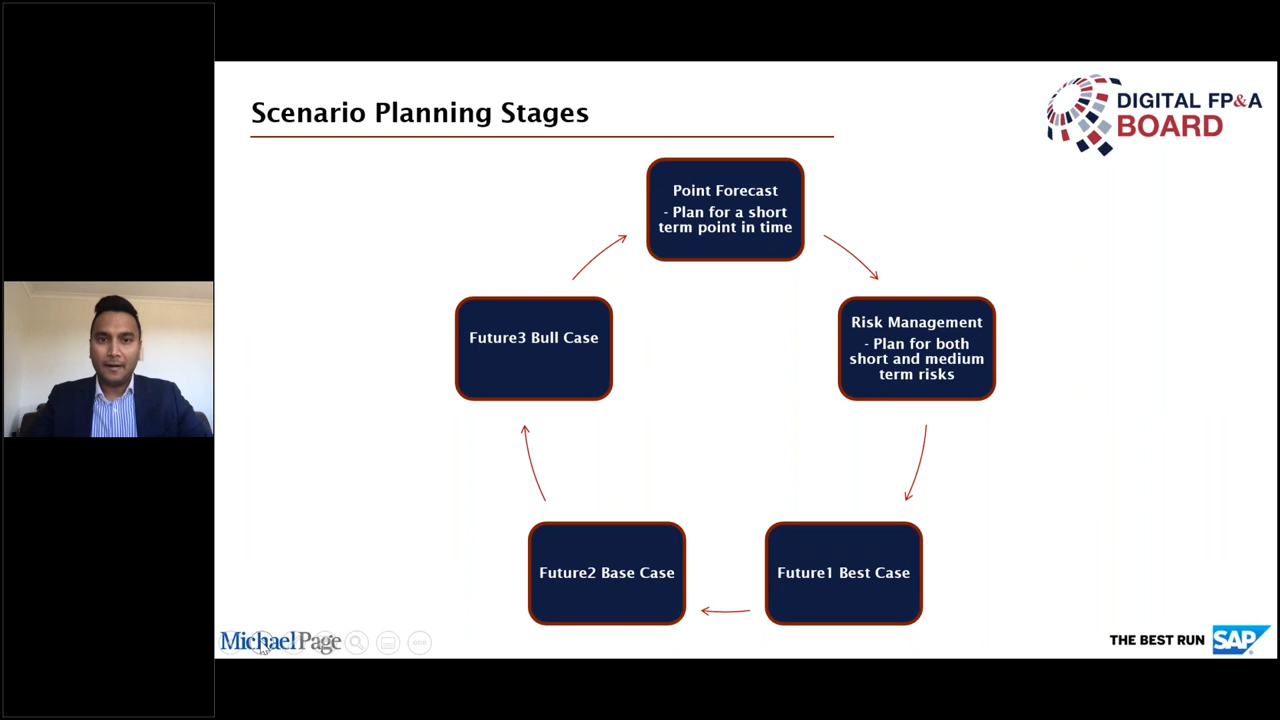 Scenario Planning Stages
DIGITAL FP&A
BOARD
Point Forecast
- Plan for a short
term point in time
Risk Management
- Plan for both
short and medium
term risks
Future1 Best Case
Future2 Base Case
Future3 Bull Case
MichaelPage
THE BEST RUN SAP